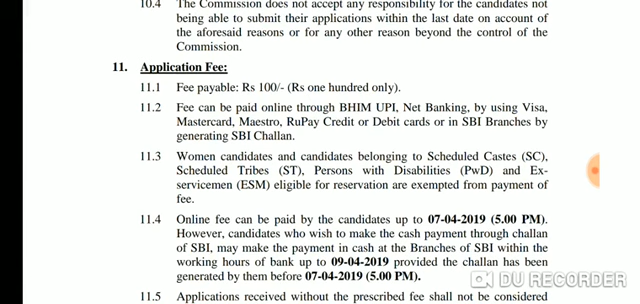 10.4 The Commission does not accept any responsibility for the candidates not
being able to submit their applications within the last date on account of
the aforesaid reasons or for any other reason beyond the control of the
Commission.
11. Application Fee:
11.1 Fee payable: Rs 100/- (Rs one hundred only).
11.2 Fee can be paid online through BHIM UPI, Net Banking, by using Visa,
Mastercard, Maestro, RuPay Credit or Debit cards or in SBI Branches by
generating SBI Challan.
11.3 Women candidates and candidates belonging to Scheduled Castes (SC),
Scheduled Tribes (ST), Persons with Disabilities (PwD) and Ex-
servicemen (ESM) eligible for reservation are exempted from payment of
fee.
11.4 Online fee can be paid by the candidates up to 07-04-2019 (5.00 PM).
However, candidates who wish to make the cash payment through challan
of SBI, may make the payment in cash at the Branches of SBI within the
working hours of bank up to 09-04-2019 provided the challan has been
generated by them before 07-04-2019 (5.00 PM).
DU RECORDER
11.5 Applications received without the prescribed fee shall not be considered